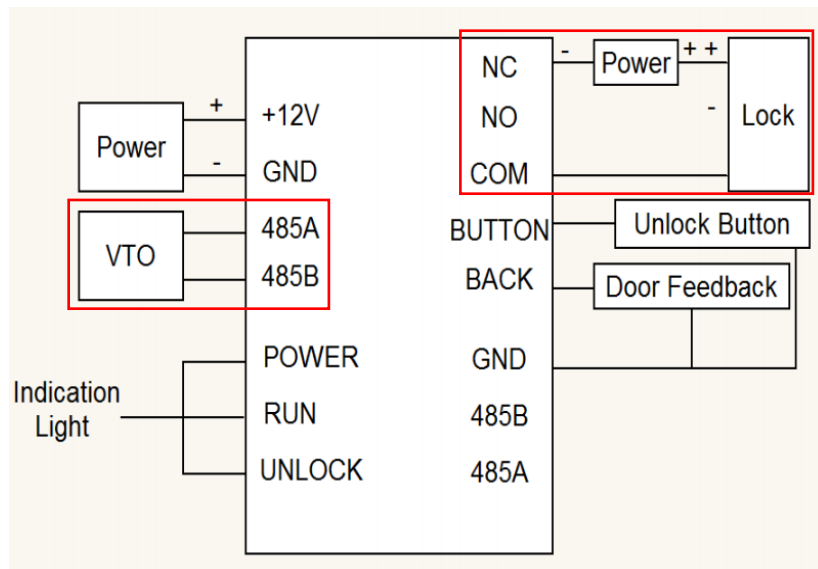 Power
+
-
+12V
GND
VTO
485A
485B
Indication
Light
POWER
RUN
UNLOCK
NC
NO
COM
BUTTON
BACK
GND
485B
485A
-
Power
+ +
-
Lock
Unlock Button
Door Feedback